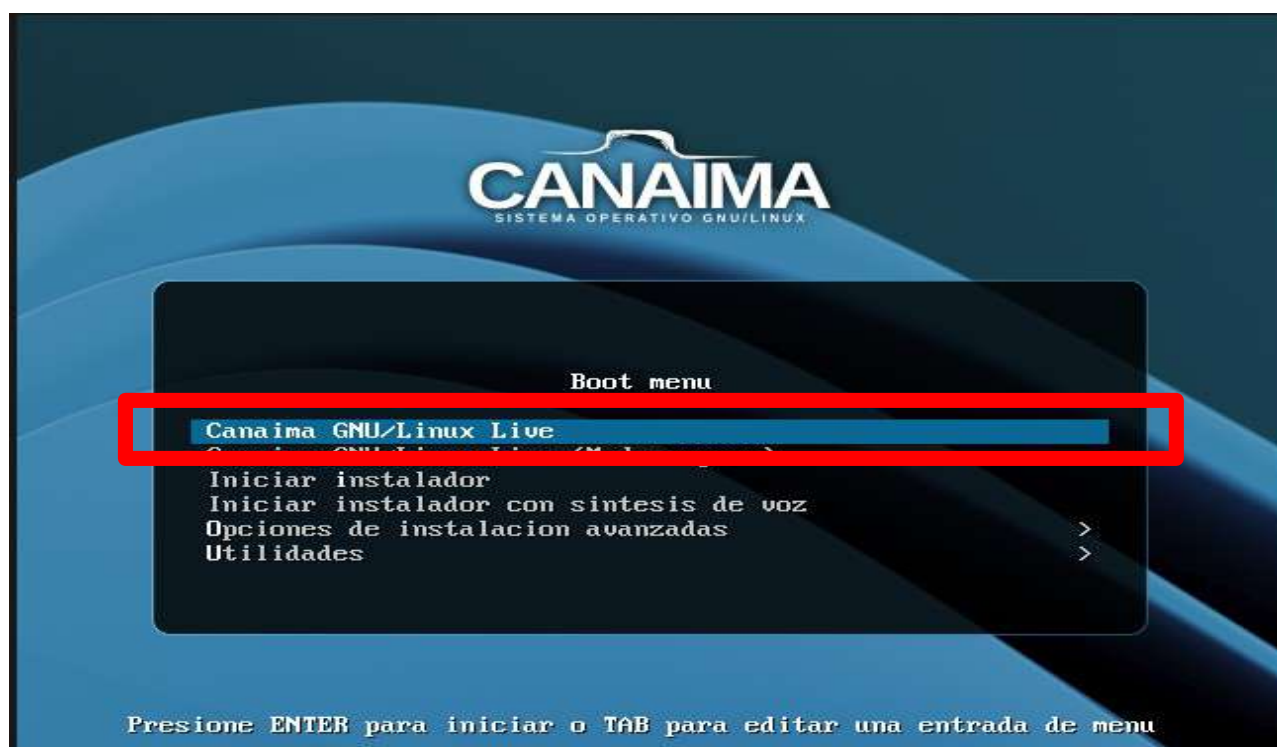 CANAIMA
SISTEMA OPERATIVO GNU/LINUX
Boot menu
Canaima GNU/Linux Live
Iniciar instalador
Iniciar instalador con sintesis de voz
Opciones de instalacion avanzadas >
Utilidades >
Presione ENTER para iniciar o TAB para editar una entrada de menu